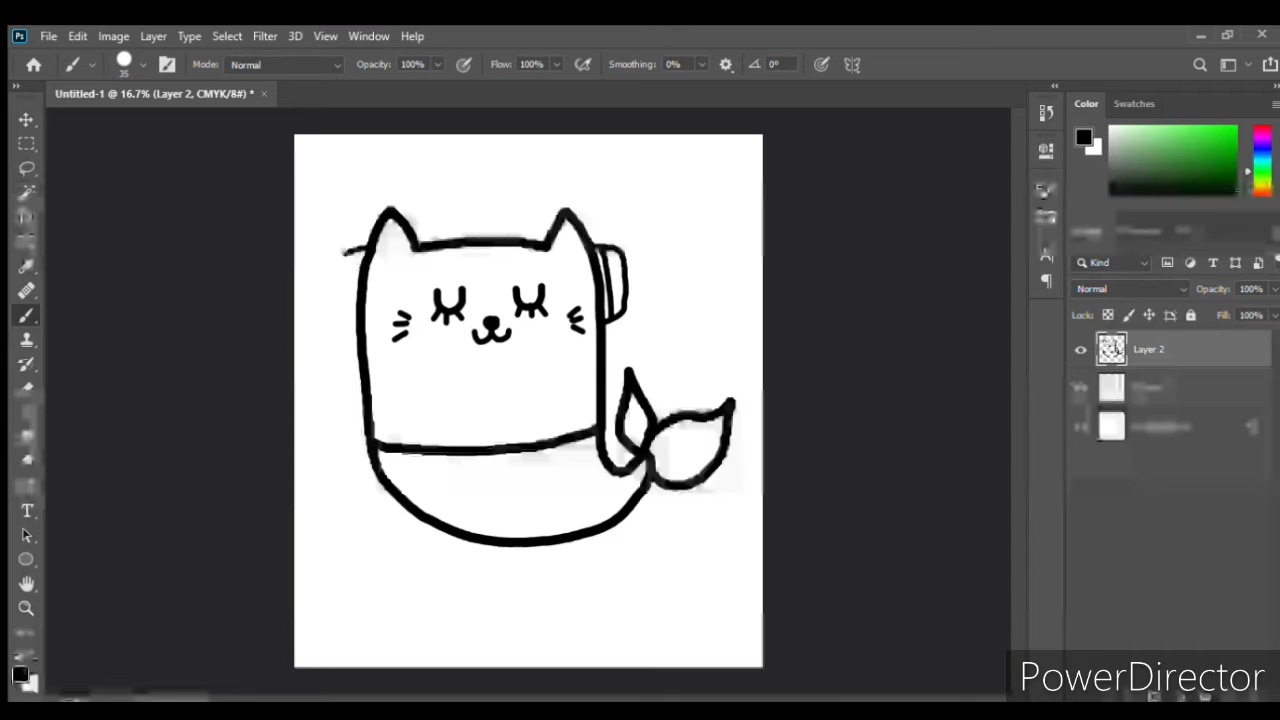 Ps File Edit Image Layer Type Select Filter 3D View Window Help
35 Mode: Normal Opacity: 100% Flow: 100% Smoothing: 0% 0°
Untitled-1 @ 16.7% (Layer 2, CMYK/8#) * ×
Color Swatches
Kind
Normal Opacity: 100%
Lock: Fill: 100%
Layer 2
PowerDirector